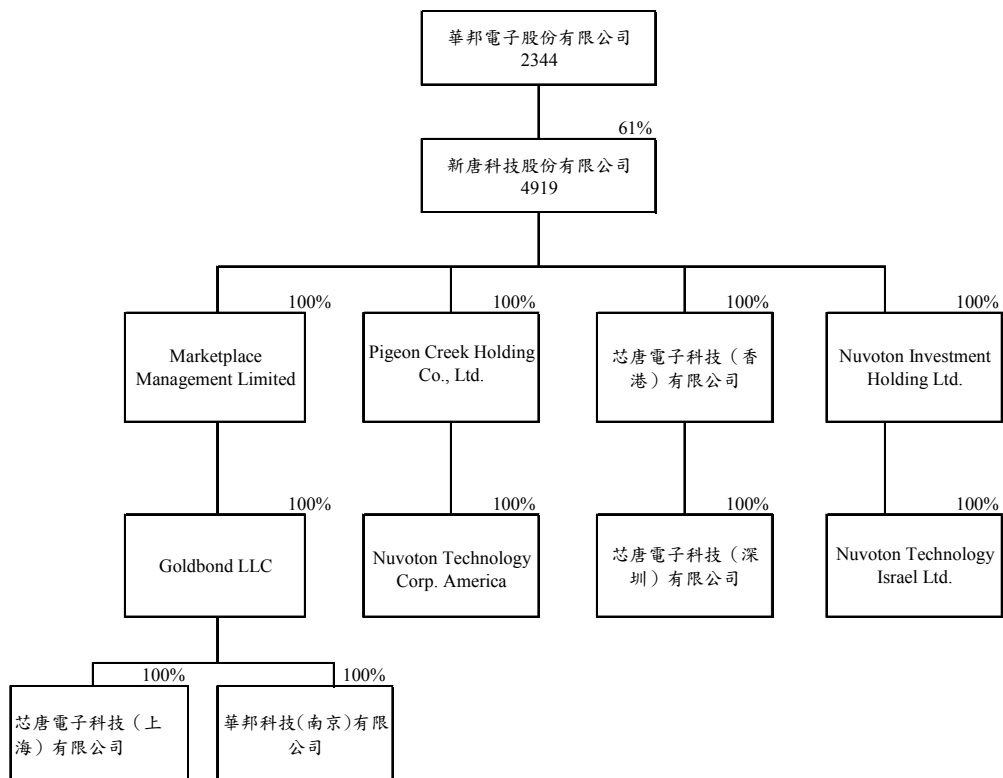 華邦電子股份有限公司
2344
61%
新唐科技股份有限公司
4919
100%
100%
100%
100%
Marketplace
Management Limited
Pigeon Creek Holding
Co., Ltd.
芯唐電子科技（香
港）有限公司
Nuvoton Investment
Holding Ltd.
100%
100%
100%
100%
Goldbond LLC
Nuvoton Technology
Corp. America
芯唐電子科技（深
圳）有限公司
Nuvoton Technology
Israel Ltd.
100%
100%
芯唐電子科技（上
海）有限公司
華邦科技(南京)有限
公司